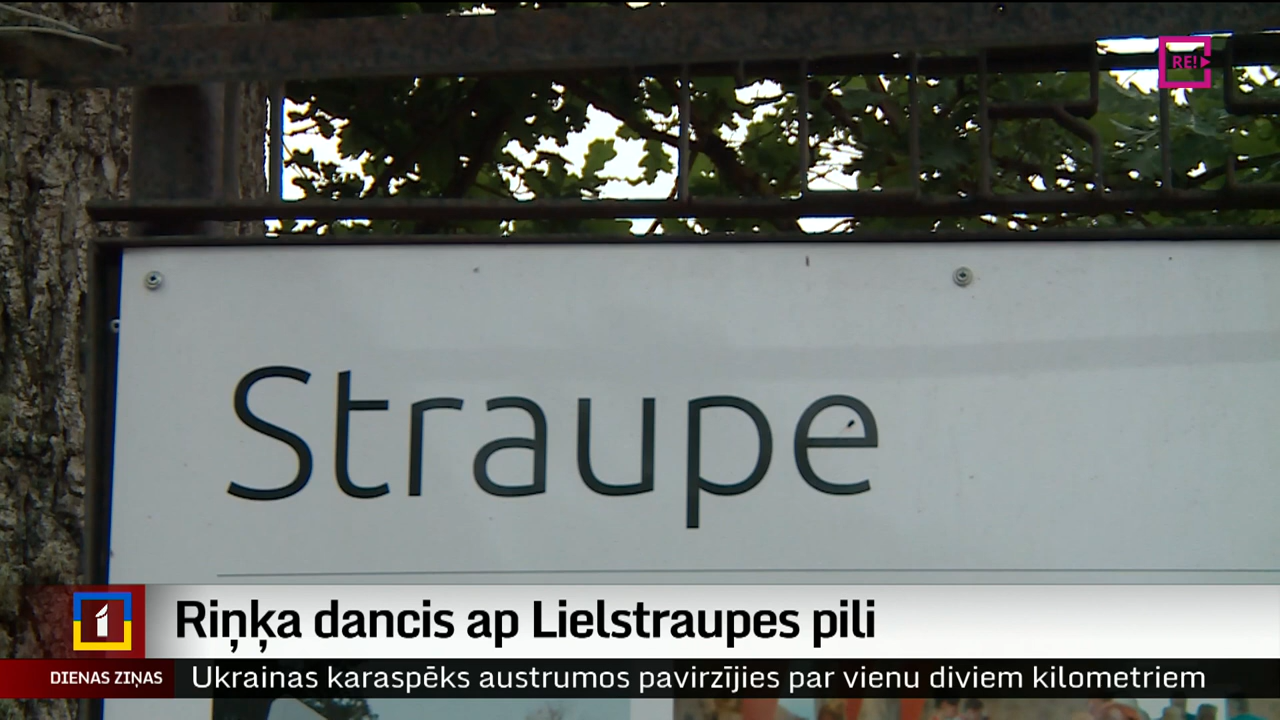 RE!
Straupe
1
Riņķa dancis ap Lielstraupes pili
DIENAS ZIŅAS
Ukrainas karaspēks austrumos pavirzījies par vienu diviem kilometriem